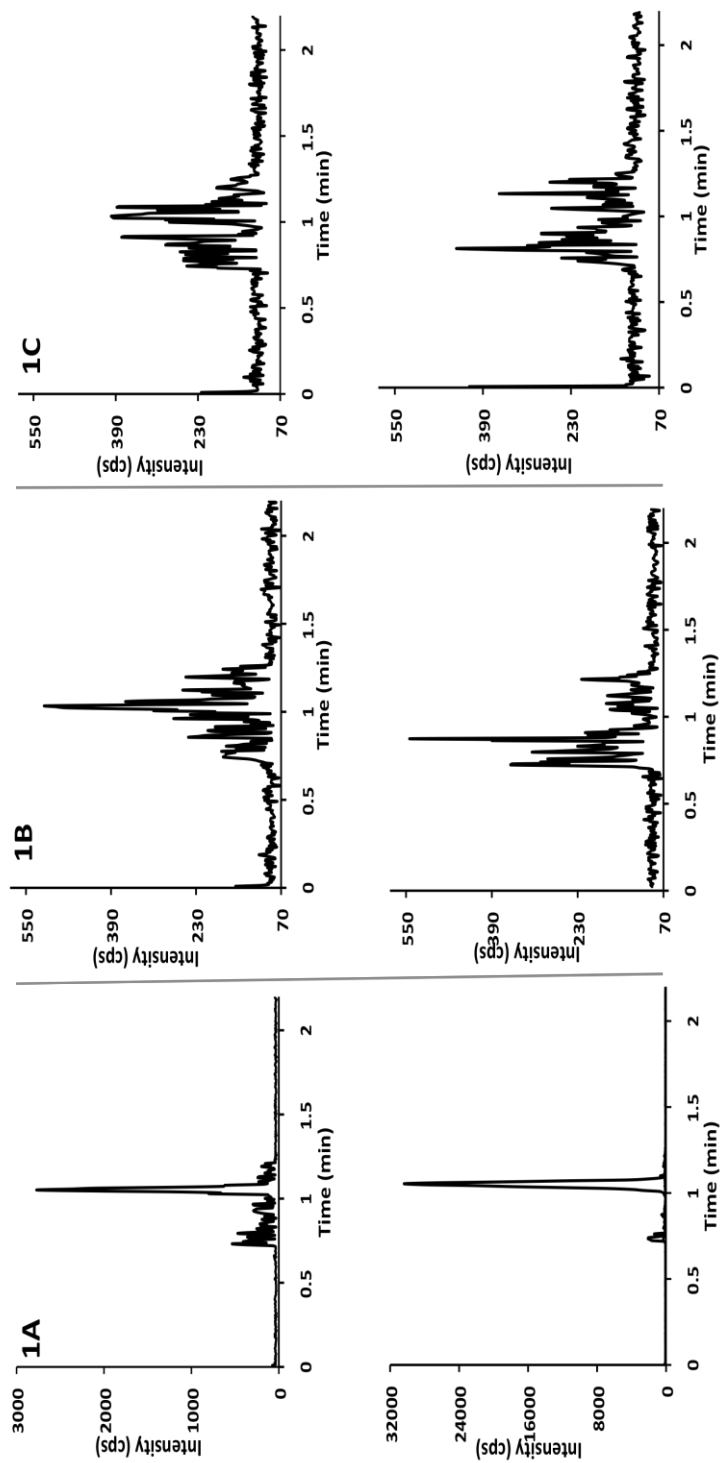 1A
3000
2000
1000
0
Intensity (cps)
0 0.5 1 1.5 2
Time (min)
1B
550
390
230
70
Intensity (cps)
0 0.5 1 1.5 2
Time (min)
1C
550
390
230
70
Intensity (cps)
0 0.5 1 1.5 2
Time (min)
32000
24000
16000
8000
0
Intensity (cps)
0 0.5 1 1.5 2
Time (min)
550
390
230
70
Intensity (cps)
0 0.5 1 1.5 2
Time (min)
550
390
230
70
Intensity (cps)
0 0.5 1 1.5 2
Time (min)